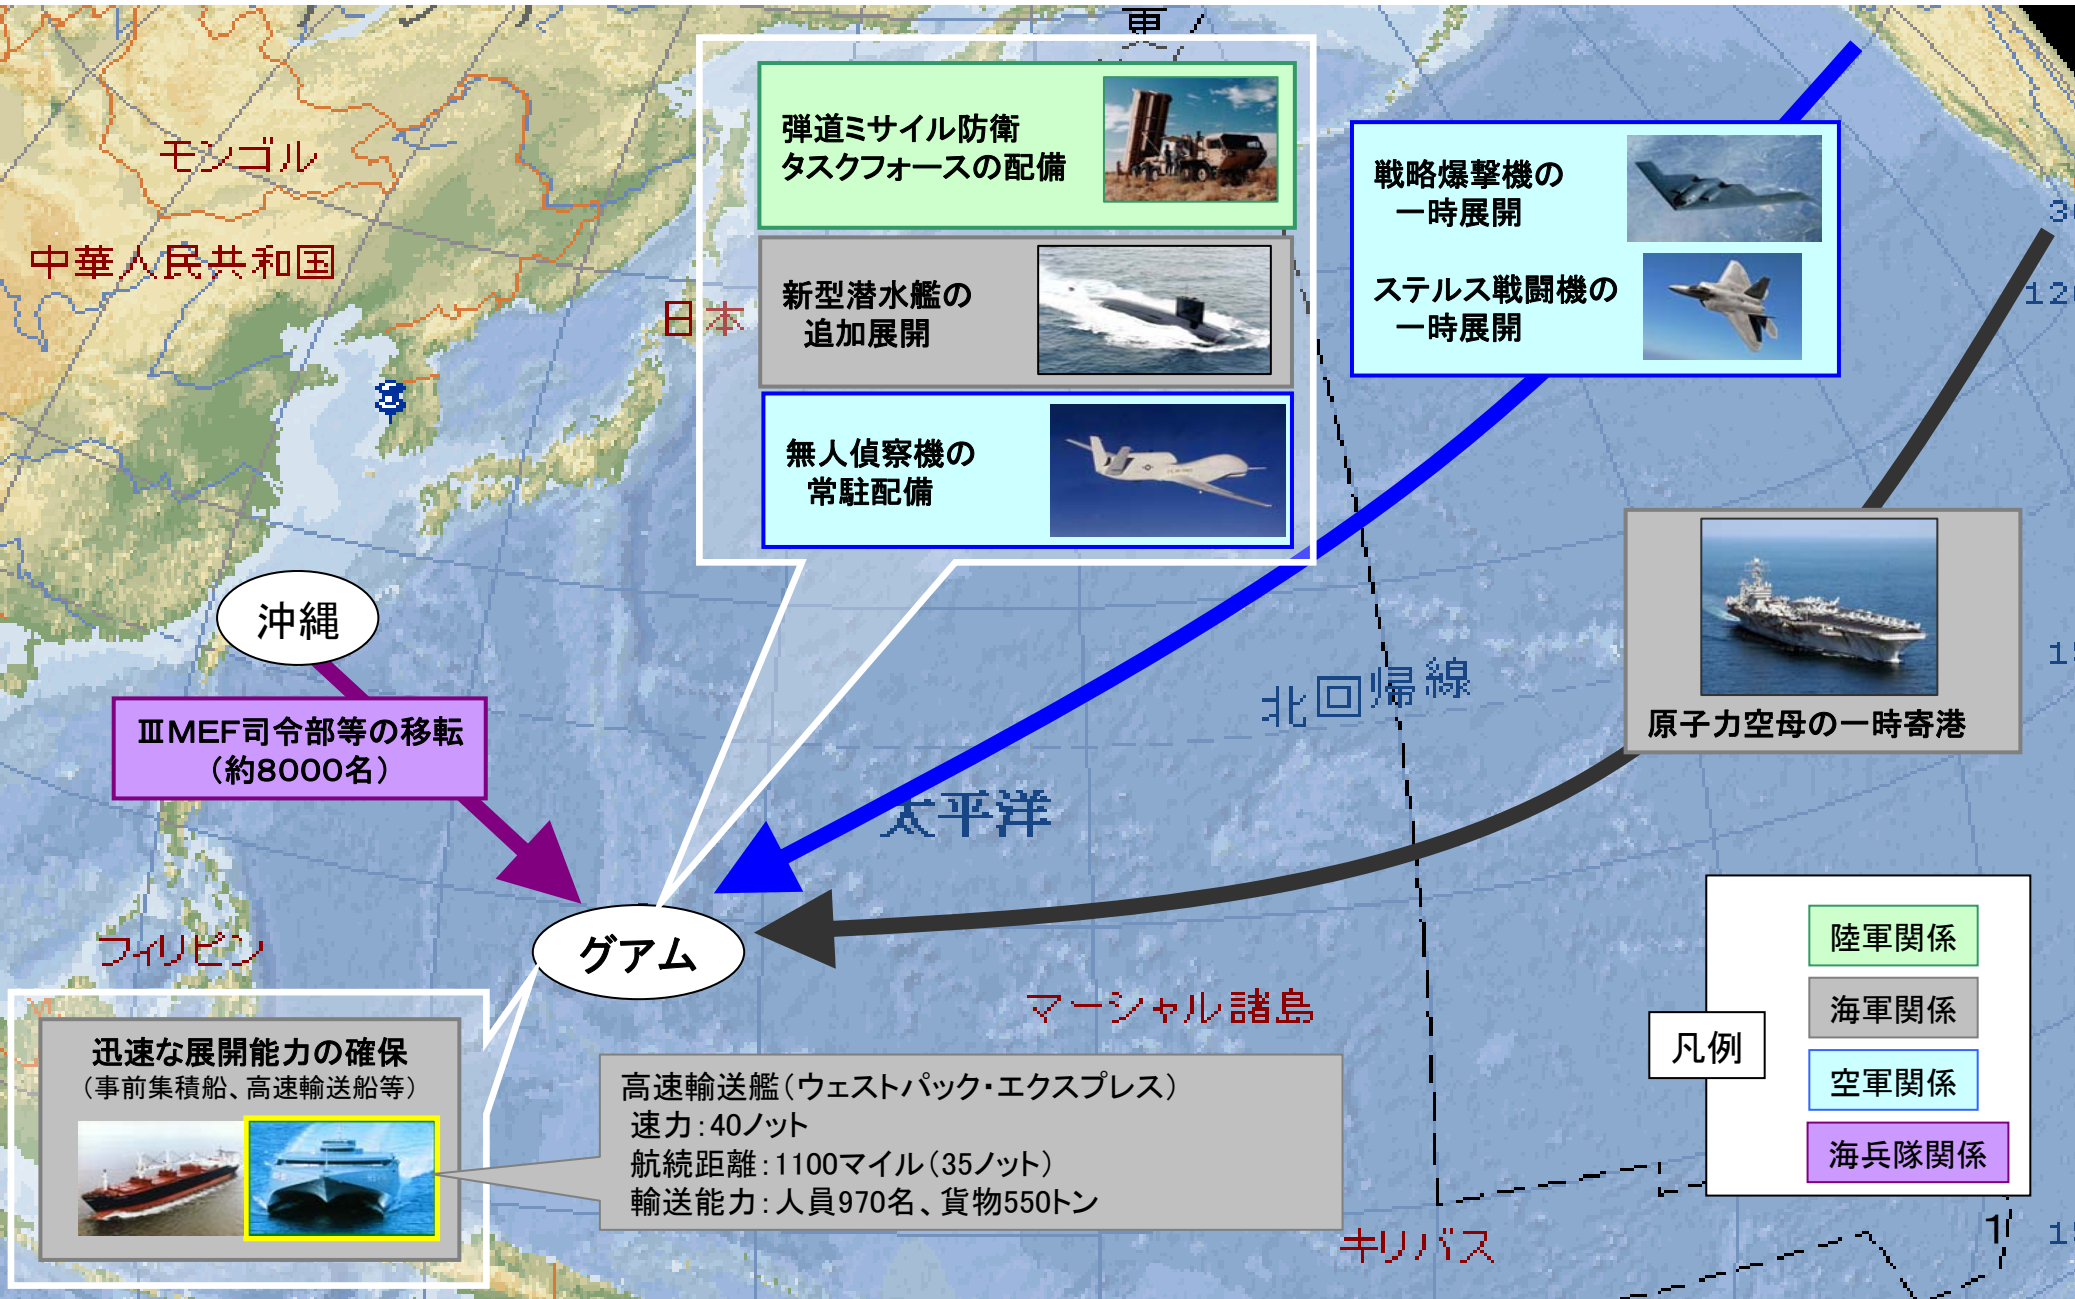 モンゴル
中華人民共和国
日本
弾道ミサイル防衛
タスクフォースの配備
新型潜水艦の
追加展開
無人偵察機の
常駐配備
戦略爆撃機の
一時展開
ステルス戦闘機の
一時展開
沖縄
ⅢMEF司令部等の移転
（約8000名）
北回帰線
原子力空母の一時寄港
太平洋
フィリピン
グアム
マーシャル諸島
迅速な展開能力の確保
（事前集積船、高速輸送船等）
高速輸送艦（ウェストパック・エクスプレス）
速力：40ノット
航続距離：1100マイル（35ノット）
輸送能力：人員970名、貨物550トン
凡例
陸軍関係
海軍関係
空軍関係
海兵隊関係
キリバス
1